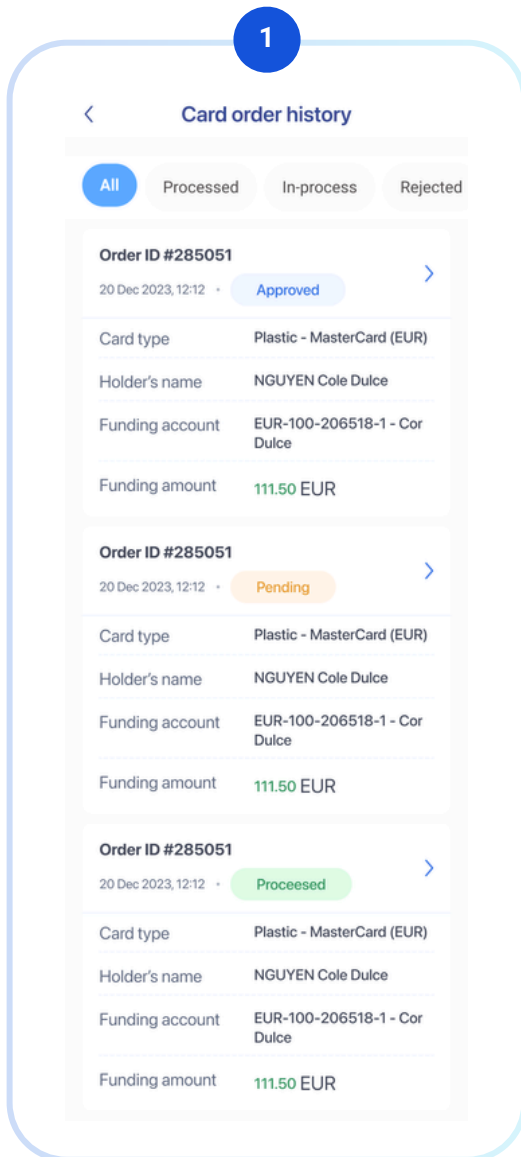 1
Card order history
All Processed In-process Rejected
Order ID #285051
20 Dec 2023, 12:12 • Approved
Card type Plastic - MasterCard (EUR)
Holder's name NGUYEN Cole Dulce
Funding account EUR-100-206518-1 - Cor
Dulce
Funding amount 111.50 EUR
Order ID #285051
20 Dec 2023, 12:12 • Pending
Card type Plastic - MasterCard (EUR)
Holder's name NGUYEN Cole Dulce
Funding account EUR-100-206518-1 - Cor
Dulce
Funding amount 111.50 EUR
Order ID #285051
20 Dec 2023, 12:12 • Proceesed
Card type Plastic - MasterCard (EUR)
Holder's name NGUYEN Cole Dulce
Funding account EUR-100-206518-1 - Cor
Dulce
Funding amount 111.50 EUR